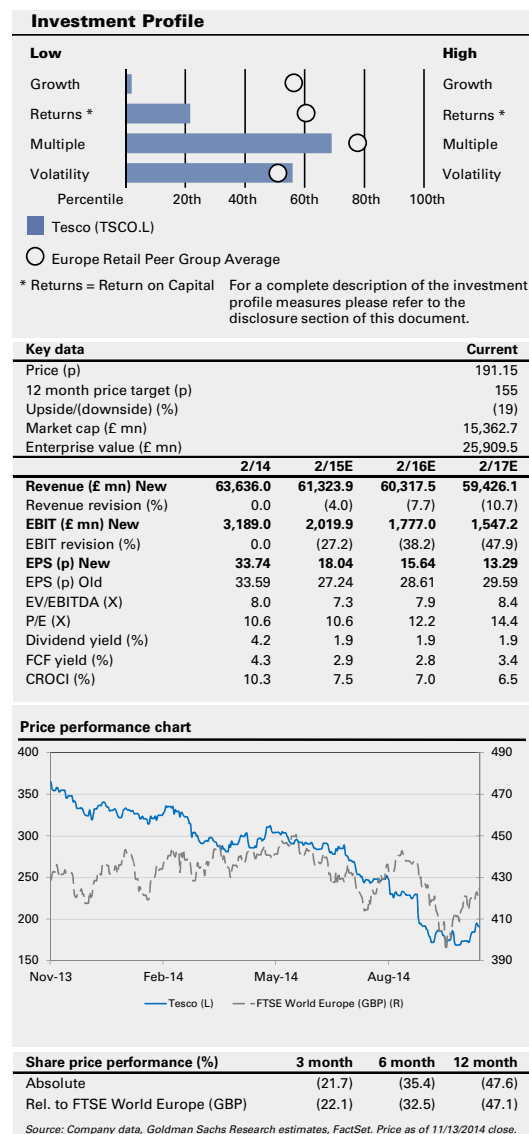 Investment Profile
Low High
Growth Growth
Returns * Returns *
Multiple Multiple
Volatility Volatility
Percentile 20th 40th 60th 80th 100th
Tesco (TSCO.L)
Europe Retail Peer Group Average
* Returns = Return on Capital For a complete description of the investment
profile measures please refer to the
disclosure section of this document.
Key data Current
Price (p) 191.15
12 month price target (p) 155
Upside/(downside) (%) (19)
Market cap (£ mn) 15,362.7
Enterprise value (£ mn) 25,909.5
2/14 2/15E 2/16E 2/17E
Revenue (£ mn) New 63,636.0 61,323.9 60,317.5 59,426.1
Revenue revision (%) 0.0 (4.0) (7.7) (10.7)
EBIT (£ mn) New 3,189.0 2,019.9 1,777.0 1,547.2
EBIT revision (%) 0.0 (27.2) (38.2) (47.9)
EPS (p) New 33.74 18.04 15.64 13.29
EPS (p) Old 33.59 27.24 28.61 29.59
EV/EBITDA (X) 8.0 7.3 7.9 8.4
P/E (X) 10.6 10.6 12.2 14.4
Dividend yield (%) 4.2 1.9 1.9 1.9
FCF yield (%) 4.3 2.9 2.8 3.4
CROCI (%) 10.3 7.5 7.0 6.5
Price performance chart
400 490
350 470
300 450
250 430
200 410
150 390
Nov-13 Feb-14 May-14 Aug-14
Tesco (L) FTSE World Europe (GBP) (R)
Share price performance (%) 3 month 6 month 12 month
Absolute (21.7) (35.4) (47.6)
Rel. to FTSE World Europe (GBP) (22.1) (32.5) (47.1)
Source: Company data, Goldman Sachs Research estimates, FactSet. Price as of 11/13/2014 close.